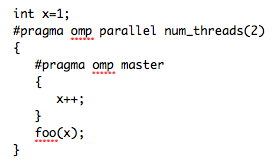 int x=1;
#pragma omp parallel num_threads(2)
{
#pragma omp master
{
x++;
}
foo(x);
}